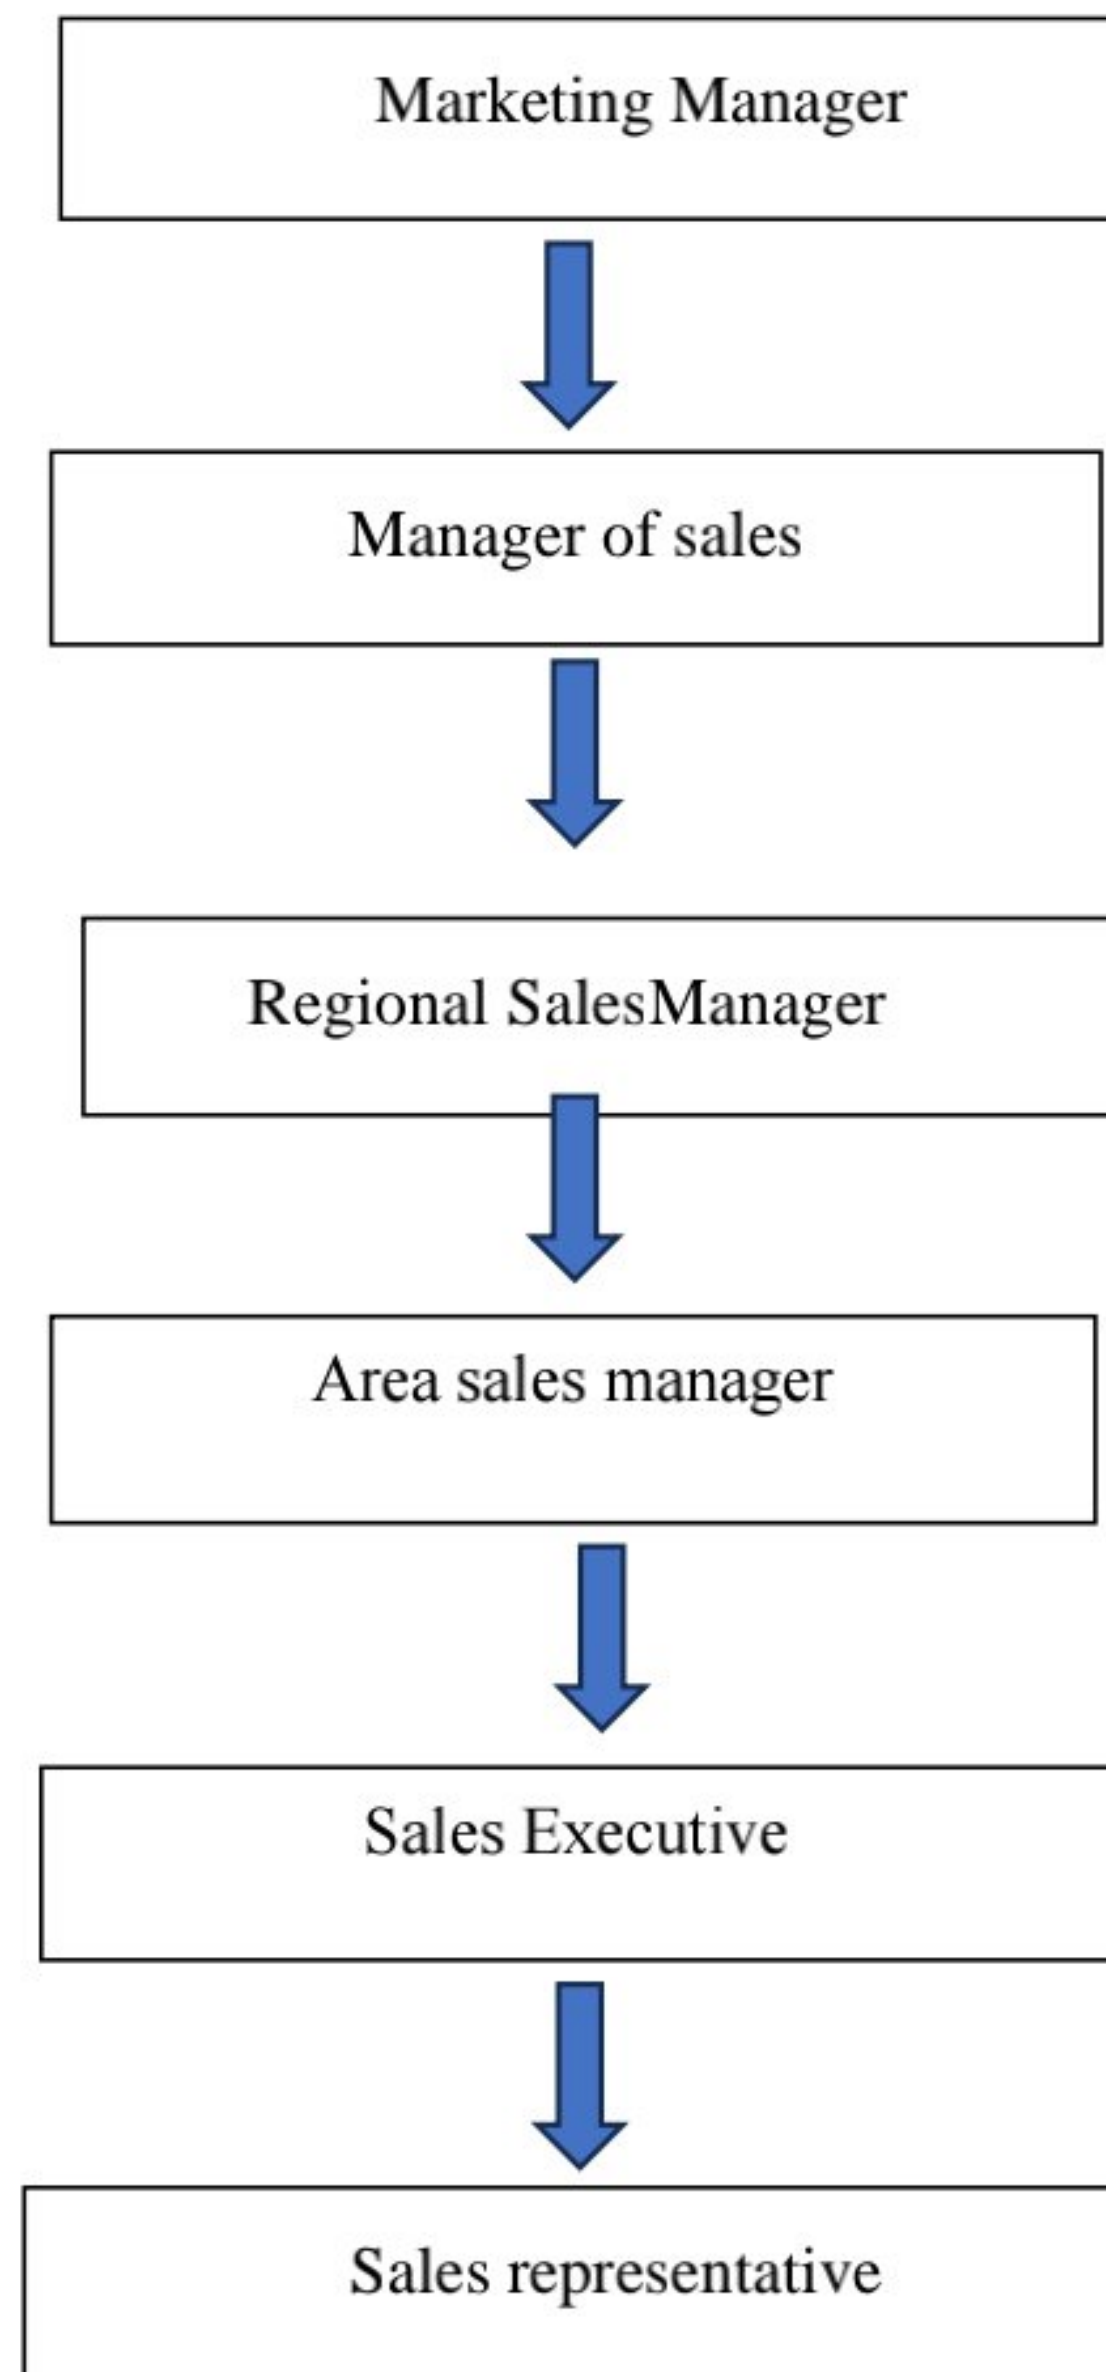 Marketing Manager
Manager of sales
Regional SalesManager
Area sales manager
Sales Executive
Sales representative